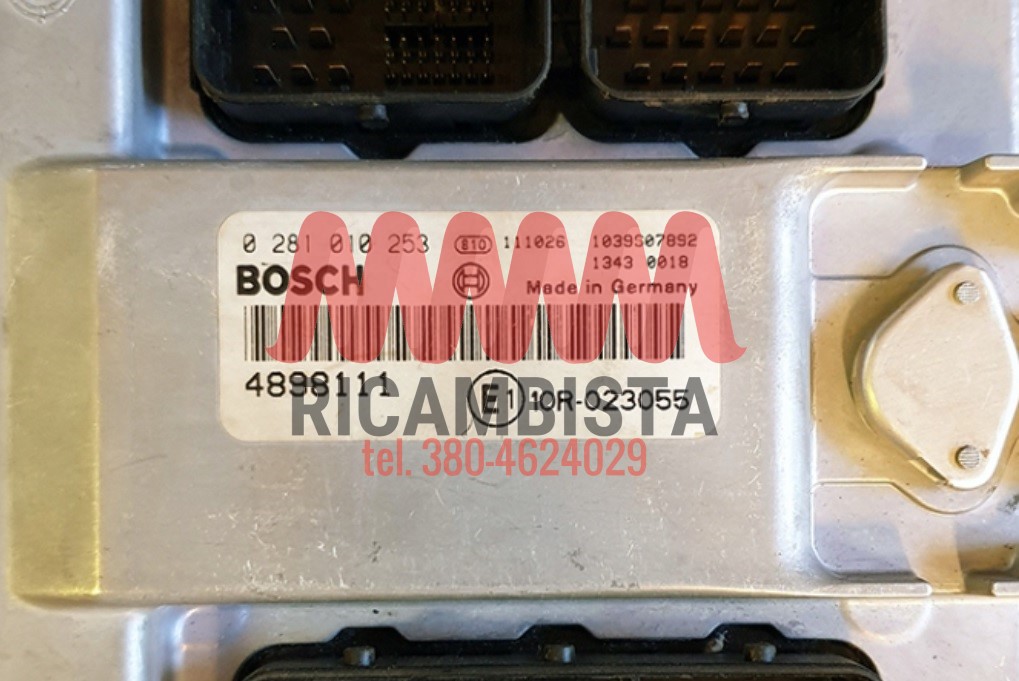 0 281 010 253 810 111026 1039S07892
1343 0018
BOSCH Made in Germany
4898111 E1 10R-023055
RICAMBISTA
tel. 380-4624029